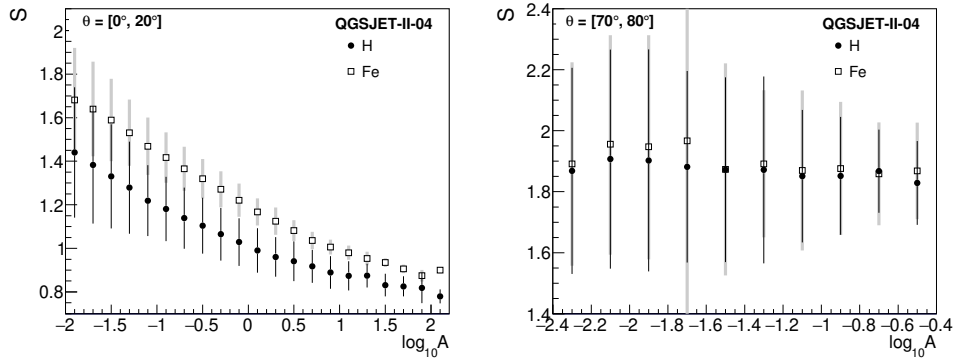 S
θ = [0°, 20°]
QGSJET-II-04
H
Fe
2
1.8
1.6
1.4
1.2
1
0.8
−2 −1.5 −1 −0.5 0 0.5 1 1.5 2
log10A
S
θ = [70°, 80°]
QGSJET-II-04
H
Fe
2.4
2.2
2
1.8
1.6
1.4
−2.4 −2.2 −2 −1.8 −1.6 −1.4 −1.2 −1 −0.8 −0.6 −0.4
log10A